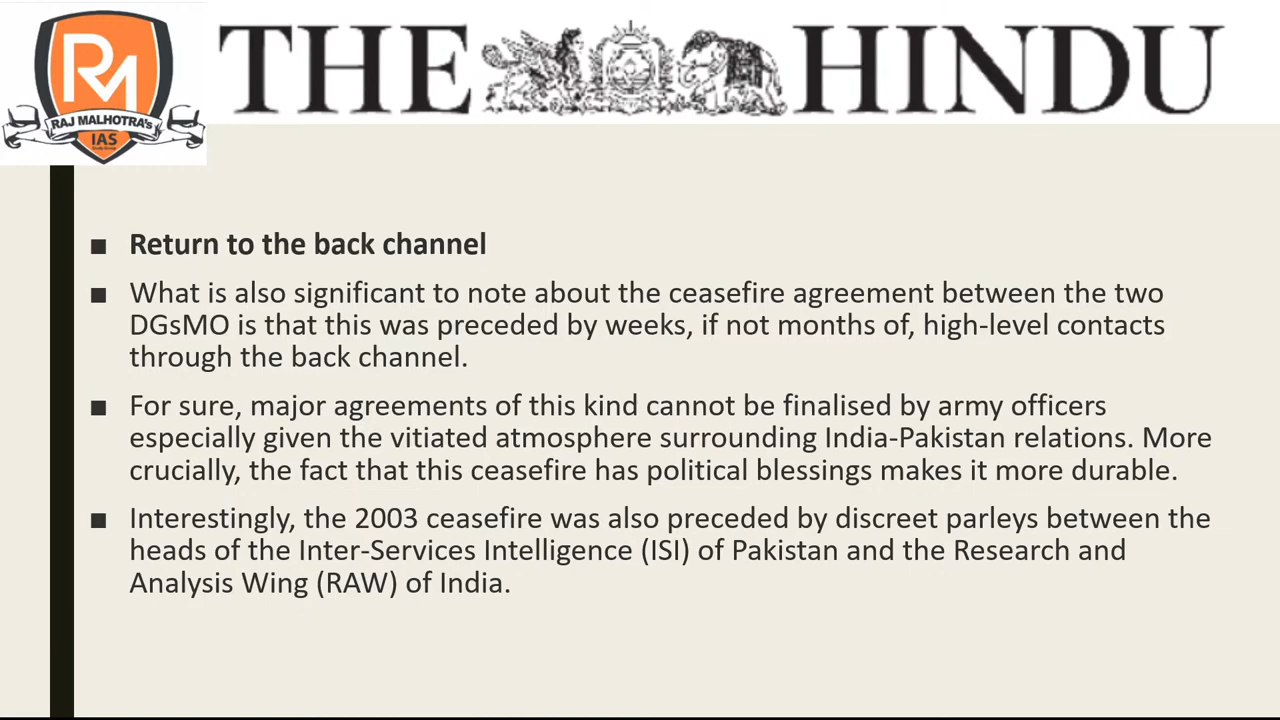 RM
RAJ MALHOTRA'S
IAS
Study Group
THE HINDU
■ Return to the back channel
■ What is also significant to note about the ceasefire agreement between the two
DGsMO is that this was preceded by weeks, if not months of, high-level contacts
through the back channel.
■ For sure, major agreements of this kind cannot be finalised by army officers
especially given the vitiated atmosphere surrounding India-Pakistan relations. More
crucially, the fact that this ceasefire has political blessings makes it more durable.
■ Interestingly, the 2003 ceasefire was also preceded by discreet parleys between the
heads of the Inter-Services Intelligence (ISI) of Pakistan and the Research and
Analysis Wing (RAW) of India.